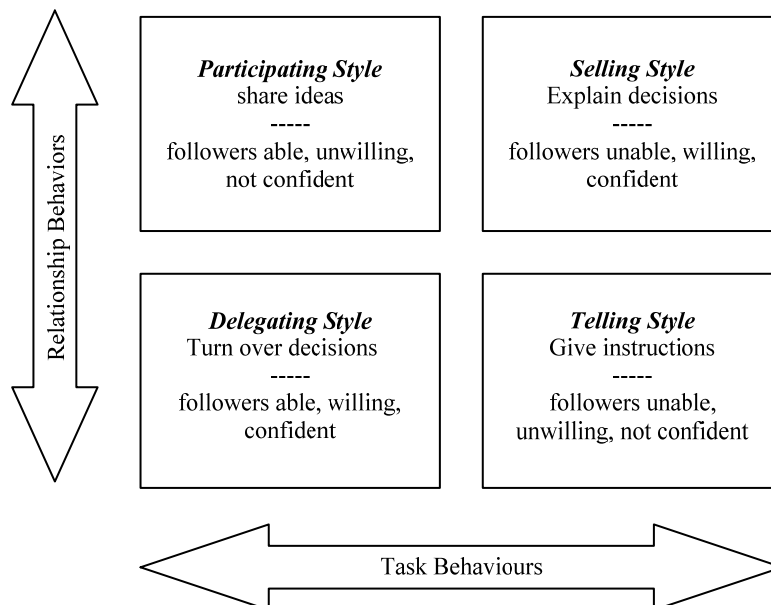 Relationship Behaviors
Participating Style
share ideas
-----
followers able, unwilling,
not confident
Selling Style
Explain decisions
-----
followers unable, willing,
confident
Delegating Style
Turn over decisions
-----
followers able, willing,
confident
Telling Style
Give instructions
-----
followers unable,
unwilling, not confident
Task Behaviours